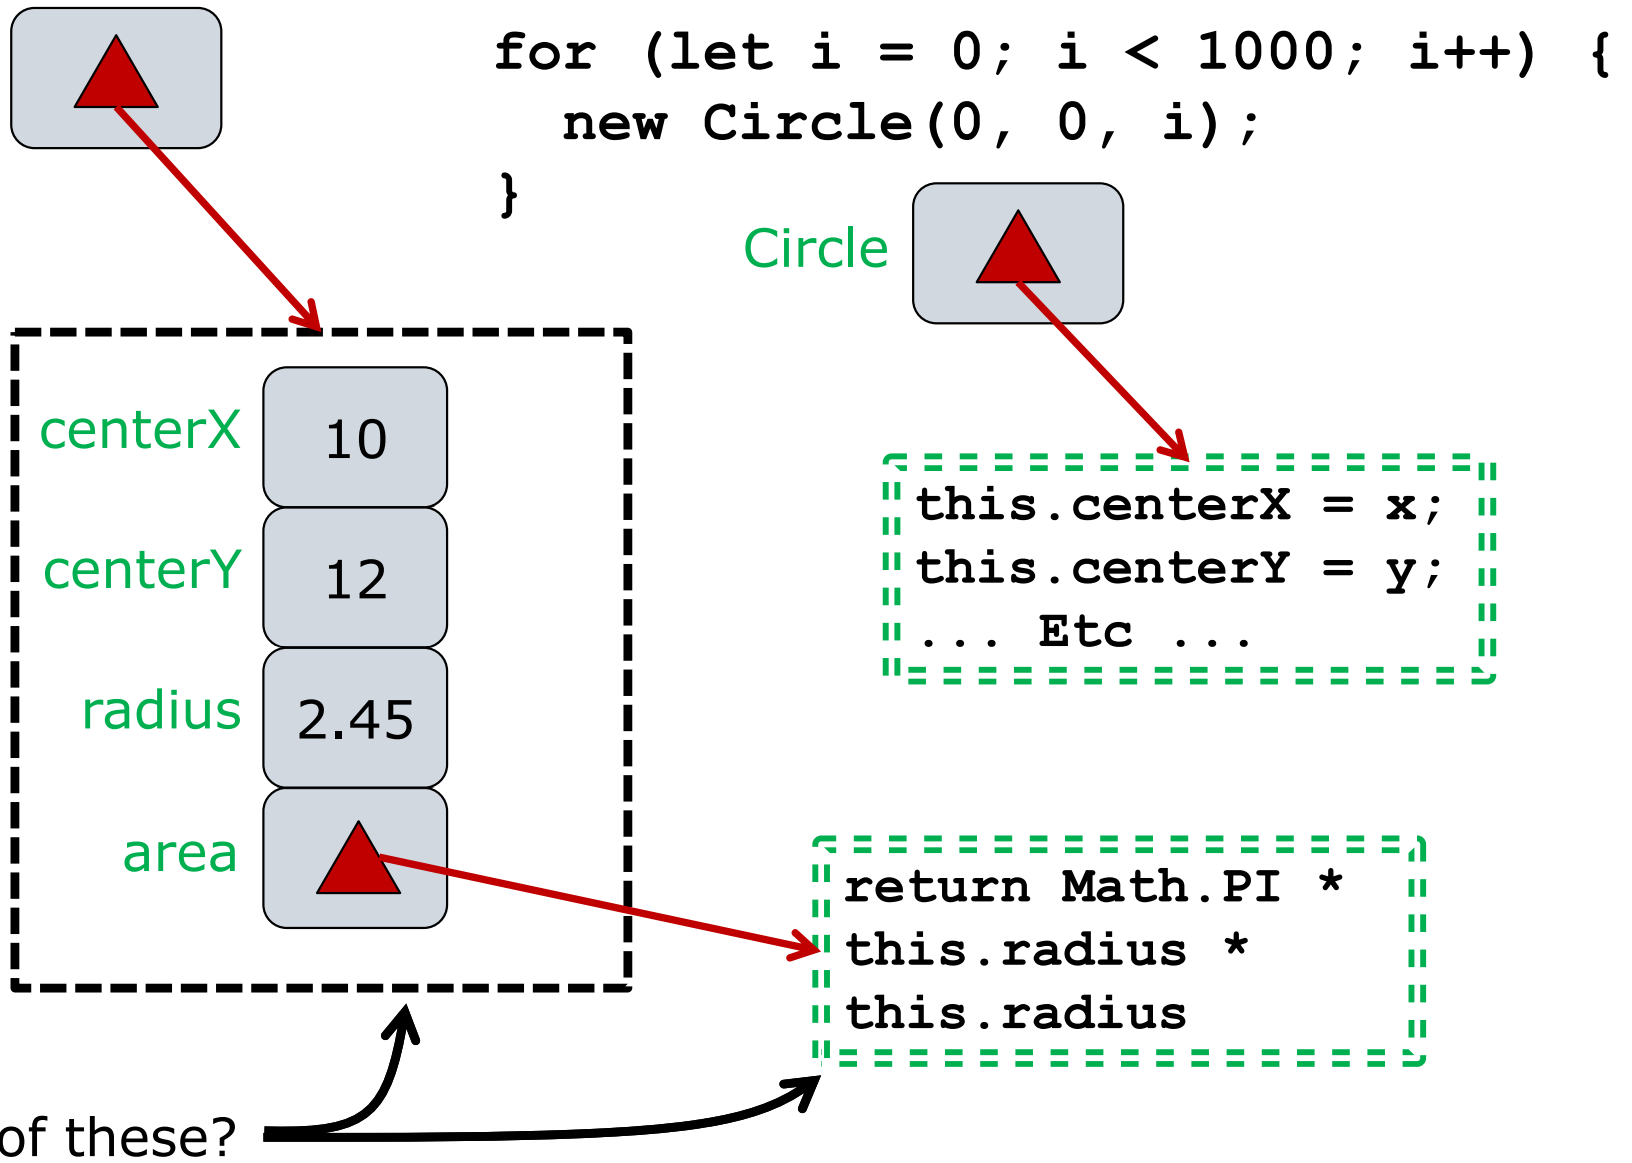 for (let i = 0; i < 1000; i++) {
new Circle(0, 0, i);
}
Circle
centerX
10
centerY
12
radius
2.45
area
this.centerX = x;
this.centerY = y;
... Etc ...
return Math.PI *
this.radius *
this.radius
of these?